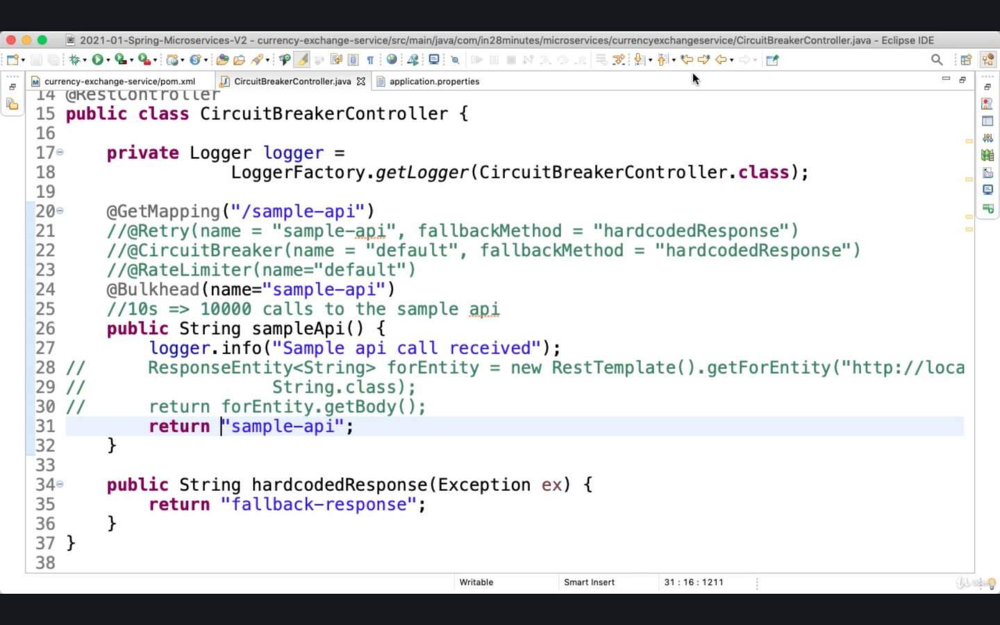 2021-01-Spring-Microservices-V2 - currency-exchange-service/src/main/java/com/in28minutes/microservices/currencyexchangeservice/CircuitBreakerController.java - Eclipse IDE
currency-exchange-service/pom.xml CircuitBreakerController.java application.properties
14 @RestController
15 public class CircuitBreakerController {
16
17 private Logger logger =
18 LoggerFactory.getLogger(CircuitBreakerController.class);
19
20 @GetMapping("/sample-api")
21 //@Retry(name = "sample-api", fallbackMethod = "hardcodedResponse")
22 //@CircuitBreaker(name = "default", fallbackMethod = "hardcodedResponse")
23 //@RateLimiter(name="default")
24 @Bulkhead(name="sample-api")
25 //10s => 10000 calls to the sample api
26 public String sampleApi() {
27 logger.info("Sample api call received");
28 // ResponseEntity<String> forEntity = new RestTemplate().getForEntity("http://loca
29 // String.class);
30 // return forEntity.getBody();
31 return "sample-api";
32 }
33
34 public String hardcodedResponse(Exception ex) {
35 return "fallback-response";
36 }
37 }
38
Writable Smart Insert 31 : 16 : 1211